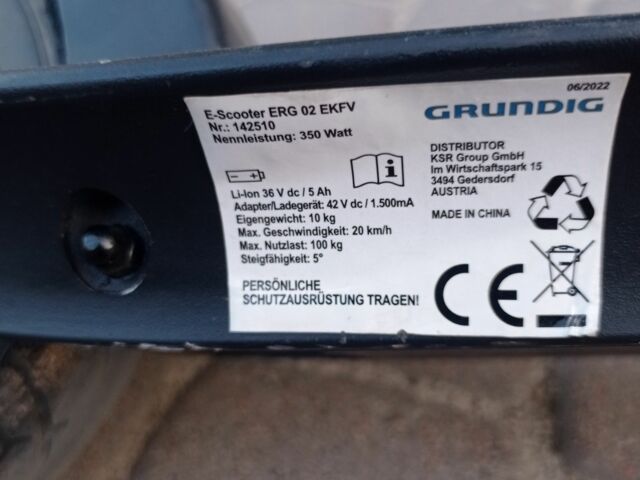 06/2022
E-Scooter ERG 02 EKFV
Nr.: 142510
Nennleistung: 350 Watt
GRUNDIG
Li-Ion 36 V dc / 5 Ah
Adapter/Ladegerät: 42 V dc / 1.500mA
Eigengewicht: 10 kg
Max. Geschwindigkeit: 20 km/h
Max. Nutzlast: 100 kg
Steigfähigkeit: 5°
PERSÖNLICHE
SCHUTZAUSRÜSTUNG TRAGEN!
DISTRIBUTOR
KSR Group GmbH
Im Wirtschaftspark 15
3494 Gedersdorf
AUSTRIA
MADE IN CHINA
CE